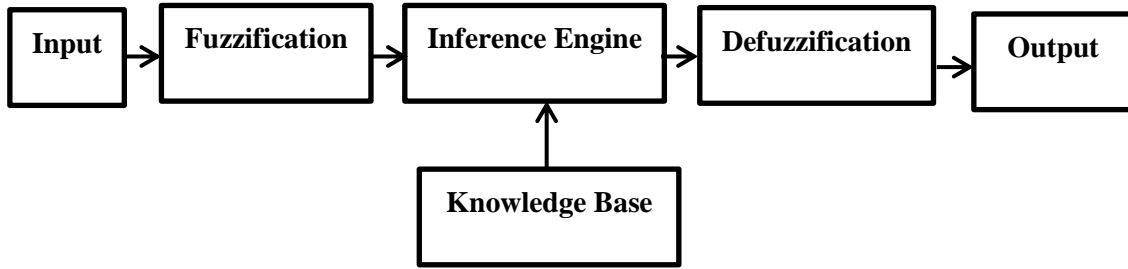 Input
Fuzzification
Inference Engine
Defuzzification
Output
Knowledge Base